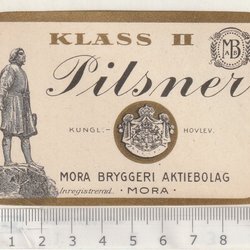 KLASS II
MB
AB
Pilsner
KUNGL.- HOVLEV.
MORA BRYGGERI AKTIEBOLAG
Inregistrerad. · MORA ·
1 2 3 4 5 6 7 8